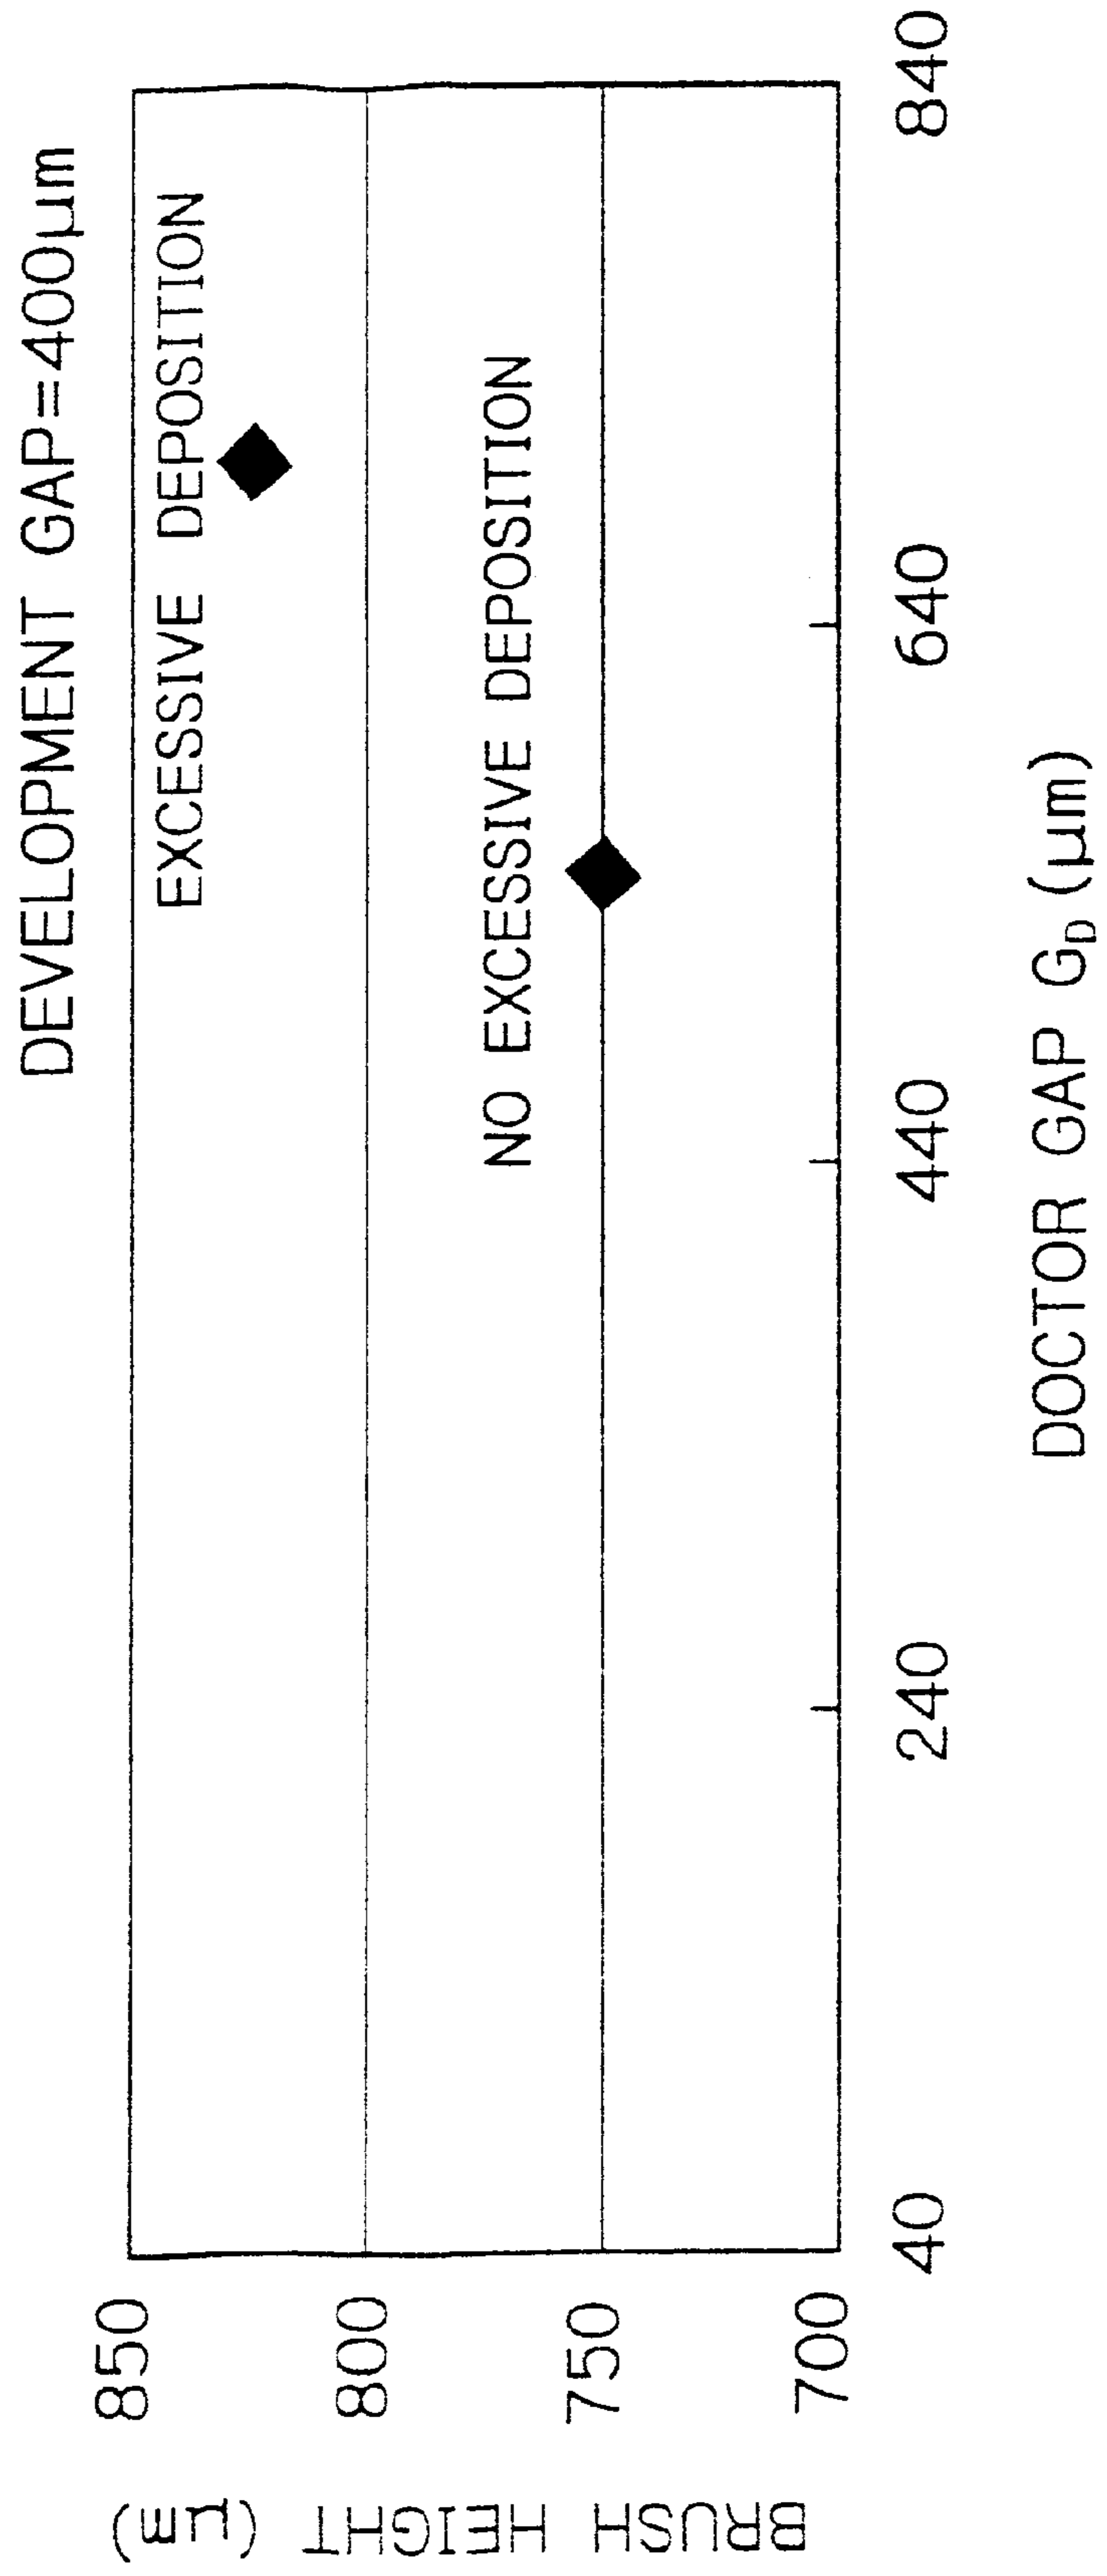 DEVELOPMENT GAP=400μm
EXCESSIVE DEPOSITION
NO EXCESSIVE DEPOSITION
BRUSH HEIGHT (μm)
850
800
750
700
40
240
440
640
840
DOCTOR GAP G_D (μm)